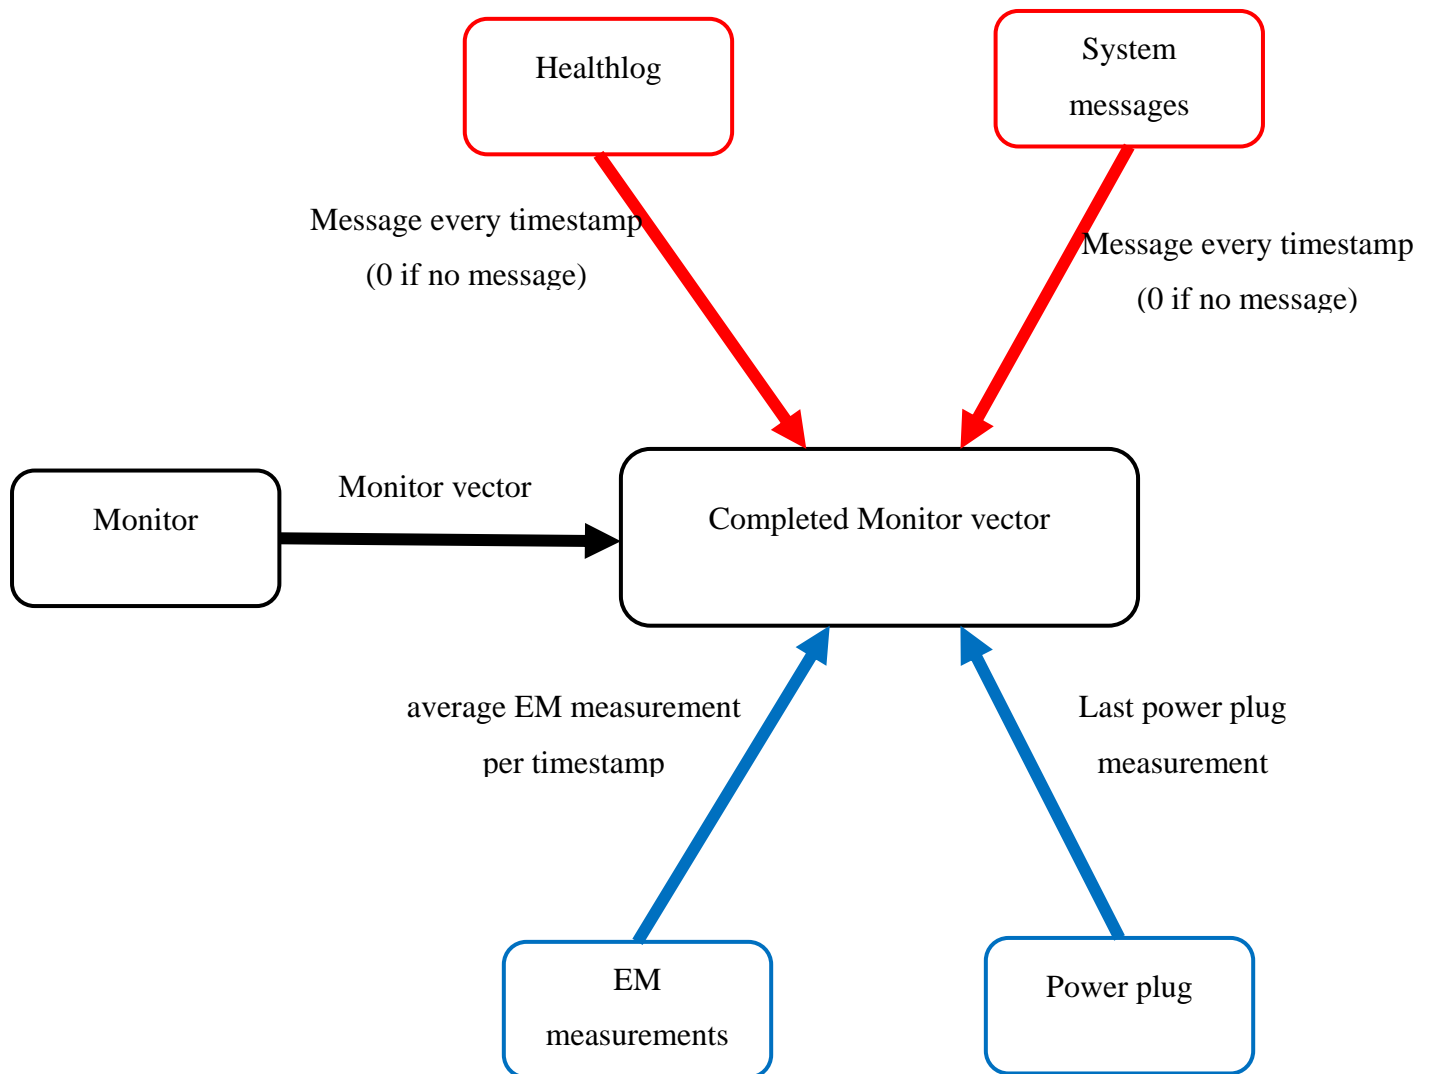 Healthlog
System
messages
Message every timestamp
(0 if no message)
Message every timestamp
(0 if no message)
Monitor
Monitor vector
Completed Monitor vector
average EM measurement
per timestamp
Last power plug
measurement
EM
measurements
Power plug